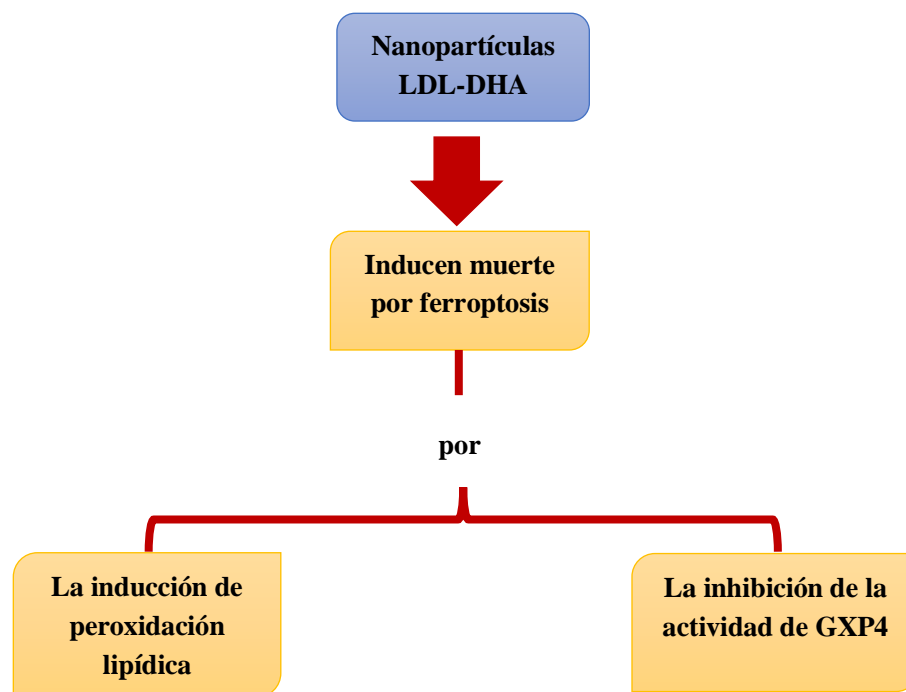 Nanopartículas
LDL-DHA
Inducen muerte
por ferroptosis
por
La inducción de
peroxidación
lipídica
La inhibición de la
actividad de GXP4